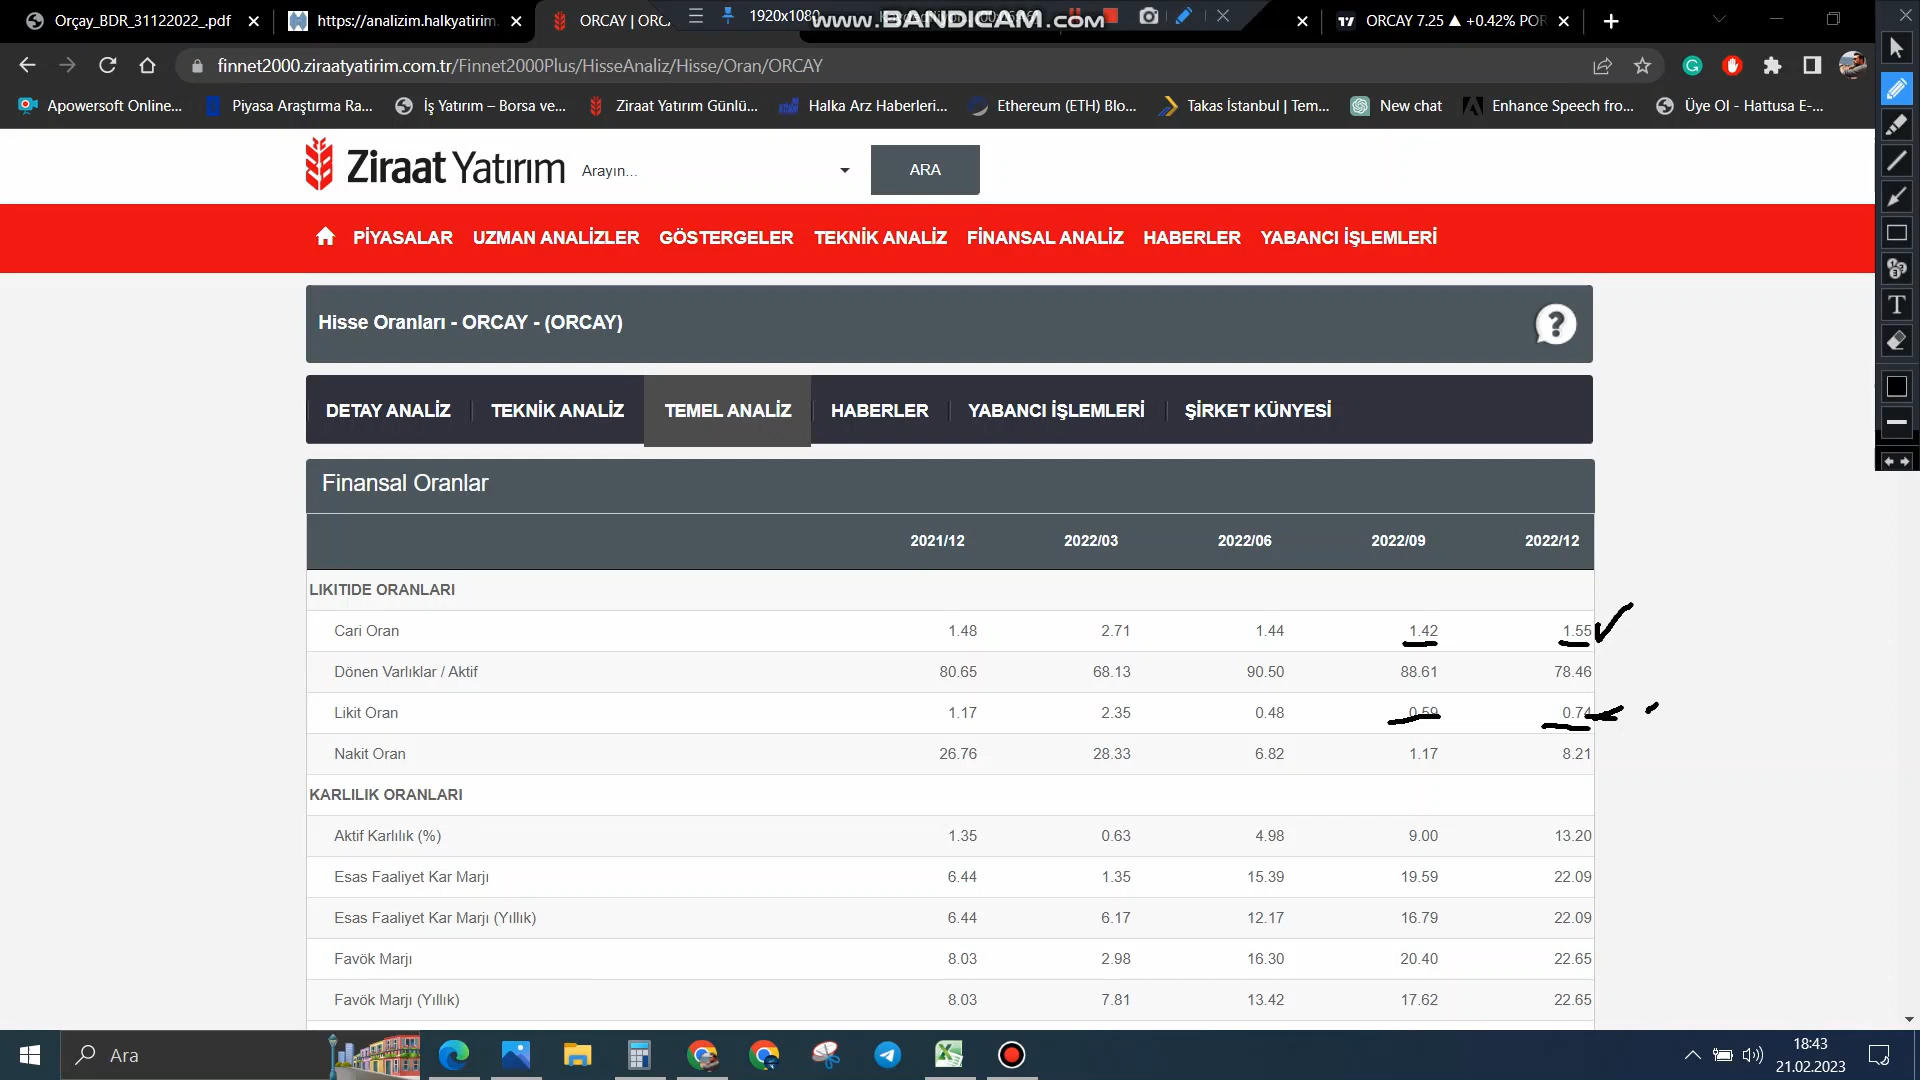 Orçay_BDR_31122022_.pdf
https://analizim.halkyatirim.
ORCAY | ORC
1920x1080
www.BANDICAM.com
ORCAY 7.25 ▲ +0.42% POR
finnet2000.ziraatyatirim.com.tr/Finnet2000Plus/HisseAnaliz/Hisse/Oran/ORCAY
Apowersoft Online... Piyasa Araştırma Ra... İş Yatırım – Borsa ve... Ziraat Yatırım Günlü... Halka Arz Haberleri... Ethereum (ETH) Bo... Takas İstanbul | Tem... New chat Enhance Speech fro... Üye Ol - Hattusa E-...
Ziraat Yatırım
Arayın...
ARA
PİYASALAR UZMAN ANALİZLER GÖSTERGELER TEKNİK ANALİZ FİNANSAL ANALİZ HABERLER YABANCI İŞLEMLERİ
Hisse Oranları - ORCAY - (ORCAY)
?
DETAY ANALİZ TEKNİK ANALİZ TEMEL ANALİZ HABERLER YABANCI İŞLEMLERİ ŞİRKET KÜNYESİ
Finansal Oranlar
2021/12 2022/03 2022/06 2022/09 2022/12
LIKITIDE ORANLARI
Cari Oran 1.48 2.71 1.44 1.42 1.55
Dönen Varlıklar / Aktif 80.65 68.13 90.50 88.61 78.46
Likit Oran 1.17 2.35 0.48 0.59 0.74
Nakit Oran 26.76 28.33 6.82 1.17 8.21
KARLILIK ORANLARI
Aktif Karlılık (%) 1.35 0.63 4.98 9.00 13.20
Esas Faaliyet Kar Marjı 6.44 1.35 15.39 19.59 22.09
Esas Faaliyet Kar Marjı (Yıllık) 6.44 6.17 12.17 16.79 22.09
Favök Marjı 8.03 2.98 16.30 20.40 22.65
Favök Marjı (Yıllık) 8.03 7.81 13.42 17.62 22.65
Ara
18:43
21.02.2023